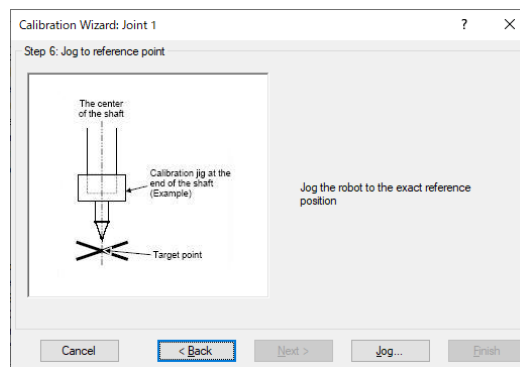 Calibration Wizard: Joint 1
Step 6: Jog to reference point
The center
of the shaft
Calibration jig at the
end of the shaft
(Example)
Target point
Jog the robot to the exact reference
position
Cancel
< Back
Next >
Jog...
Finish